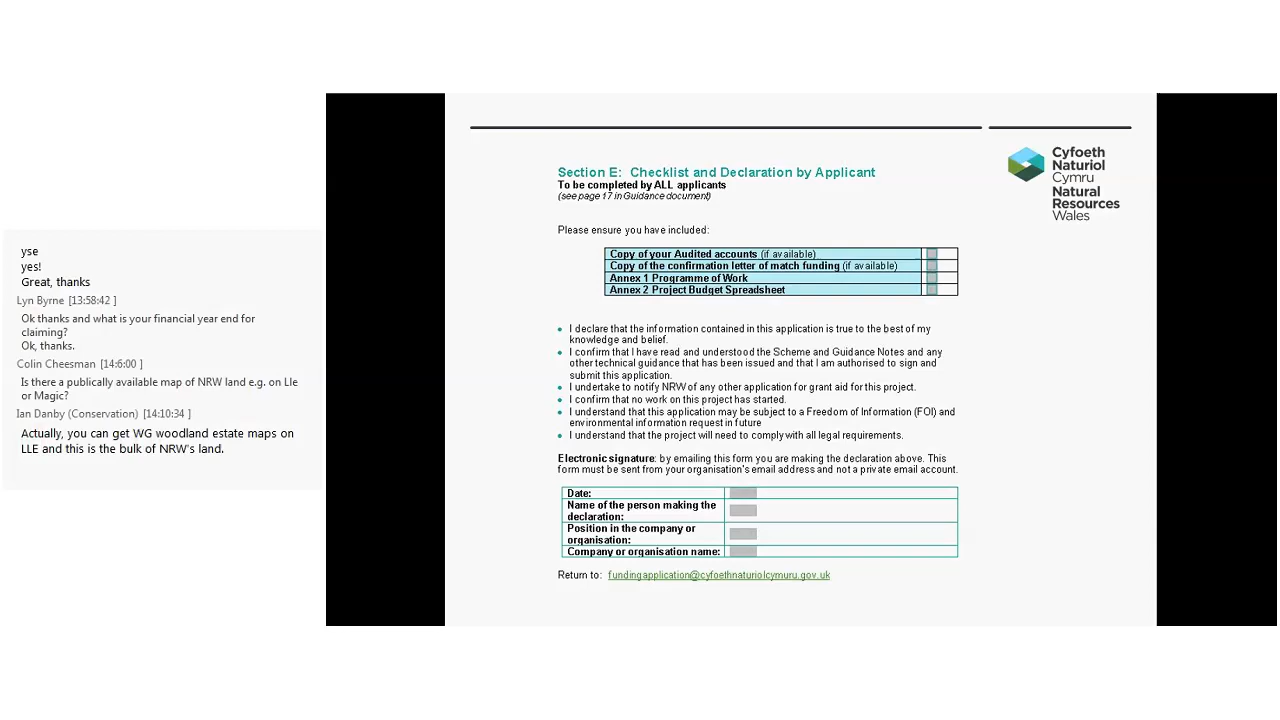 yse
yes!
Great, thanks
Lyn Byrne [13:58:42 ]
Ok thanks and what is your financial year end for
claiming?
Ok, thanks.
Colin Cheesman [14:6:00 ]
Is there a publically available map of NRW land e.g. on Lle
or Magic?
Ian Danby (Conservation) [14:10:34 ]
Actually, you can get WG woodland estate maps on
LLE and this is the bulk of NRW's land.
Cyfoeth
Naturiol
Cymru
Natural
Resources
Wales
Section E: Checklist and Declaration by Applicant
To be completed by ALL applicants
(see page 17 in Guidance document)
Please ensure you have included:
Copy of your Audited accounts (if available)
Copy of the confirmation letter of match funding (if available)
Annex 1 Programme of Work
Annex 2 Project Budget Spreadsheet
• I declare that the information contained in this application is true to the best of my
knowledge and belief.
• I confirm that I have read and understood the Scheme and Guidance Notes and any
other technical guidance that has been issued and that I am authorised to sign and
submit this application.
• I undertake to notify NRW of any other application for grant aid for this project.
• I confirm that no work on this project has started.
• I understand that this application may be subject to a Freedom of Information (FOI) and
environmental information request in future
• I understand that the project will need to comply with all legal requirements.
Electronic signature: by emailing this form you are making the declaration above. This
form must be sent from your organisation's email address and not a private email account.
Date:
Name of the person making the
declaration:
Position in the company or
organisation:
Company or organisation name:
Return to: fundingapplication@cyfoethnaturiolcymuru.gov.uk